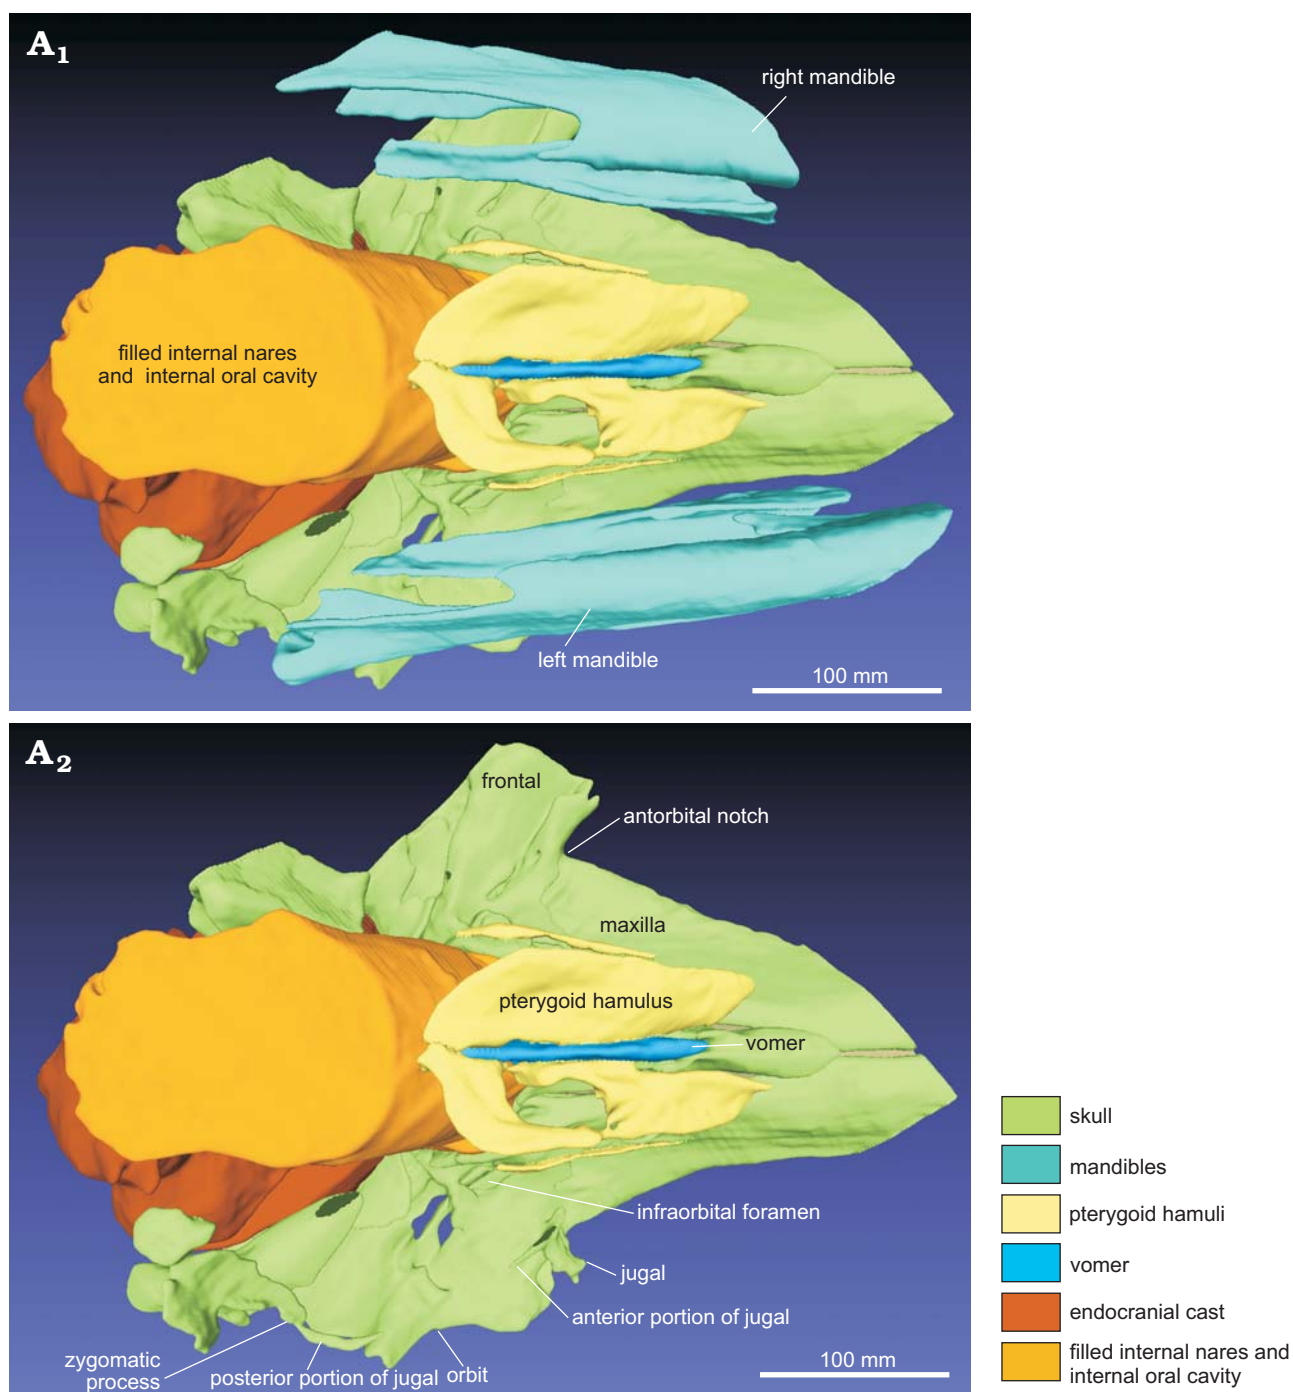 A1
right mandible
filled internal nares
and internal oral cavity
left mandible
100 mm
A2
frontal
antorbital notch
maxilla
pterygoid hamulus
vomer
infraorbital foramen
jugal
anterior portion of jugal
zygomatic
process
posterior portion of jugal
orbit
100 mm
skull
mandibles
pterygoid hamuli
vomer
endocranial cast
filled internal nares and
internal oral cavity